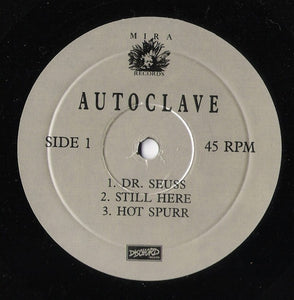 MIRA
RECORDS
AUTOCLAVE
SIDE 1
45 RPM
1. DR. SEUSS
2. STILL HERE
3. HOT SPURR
DISCHORD